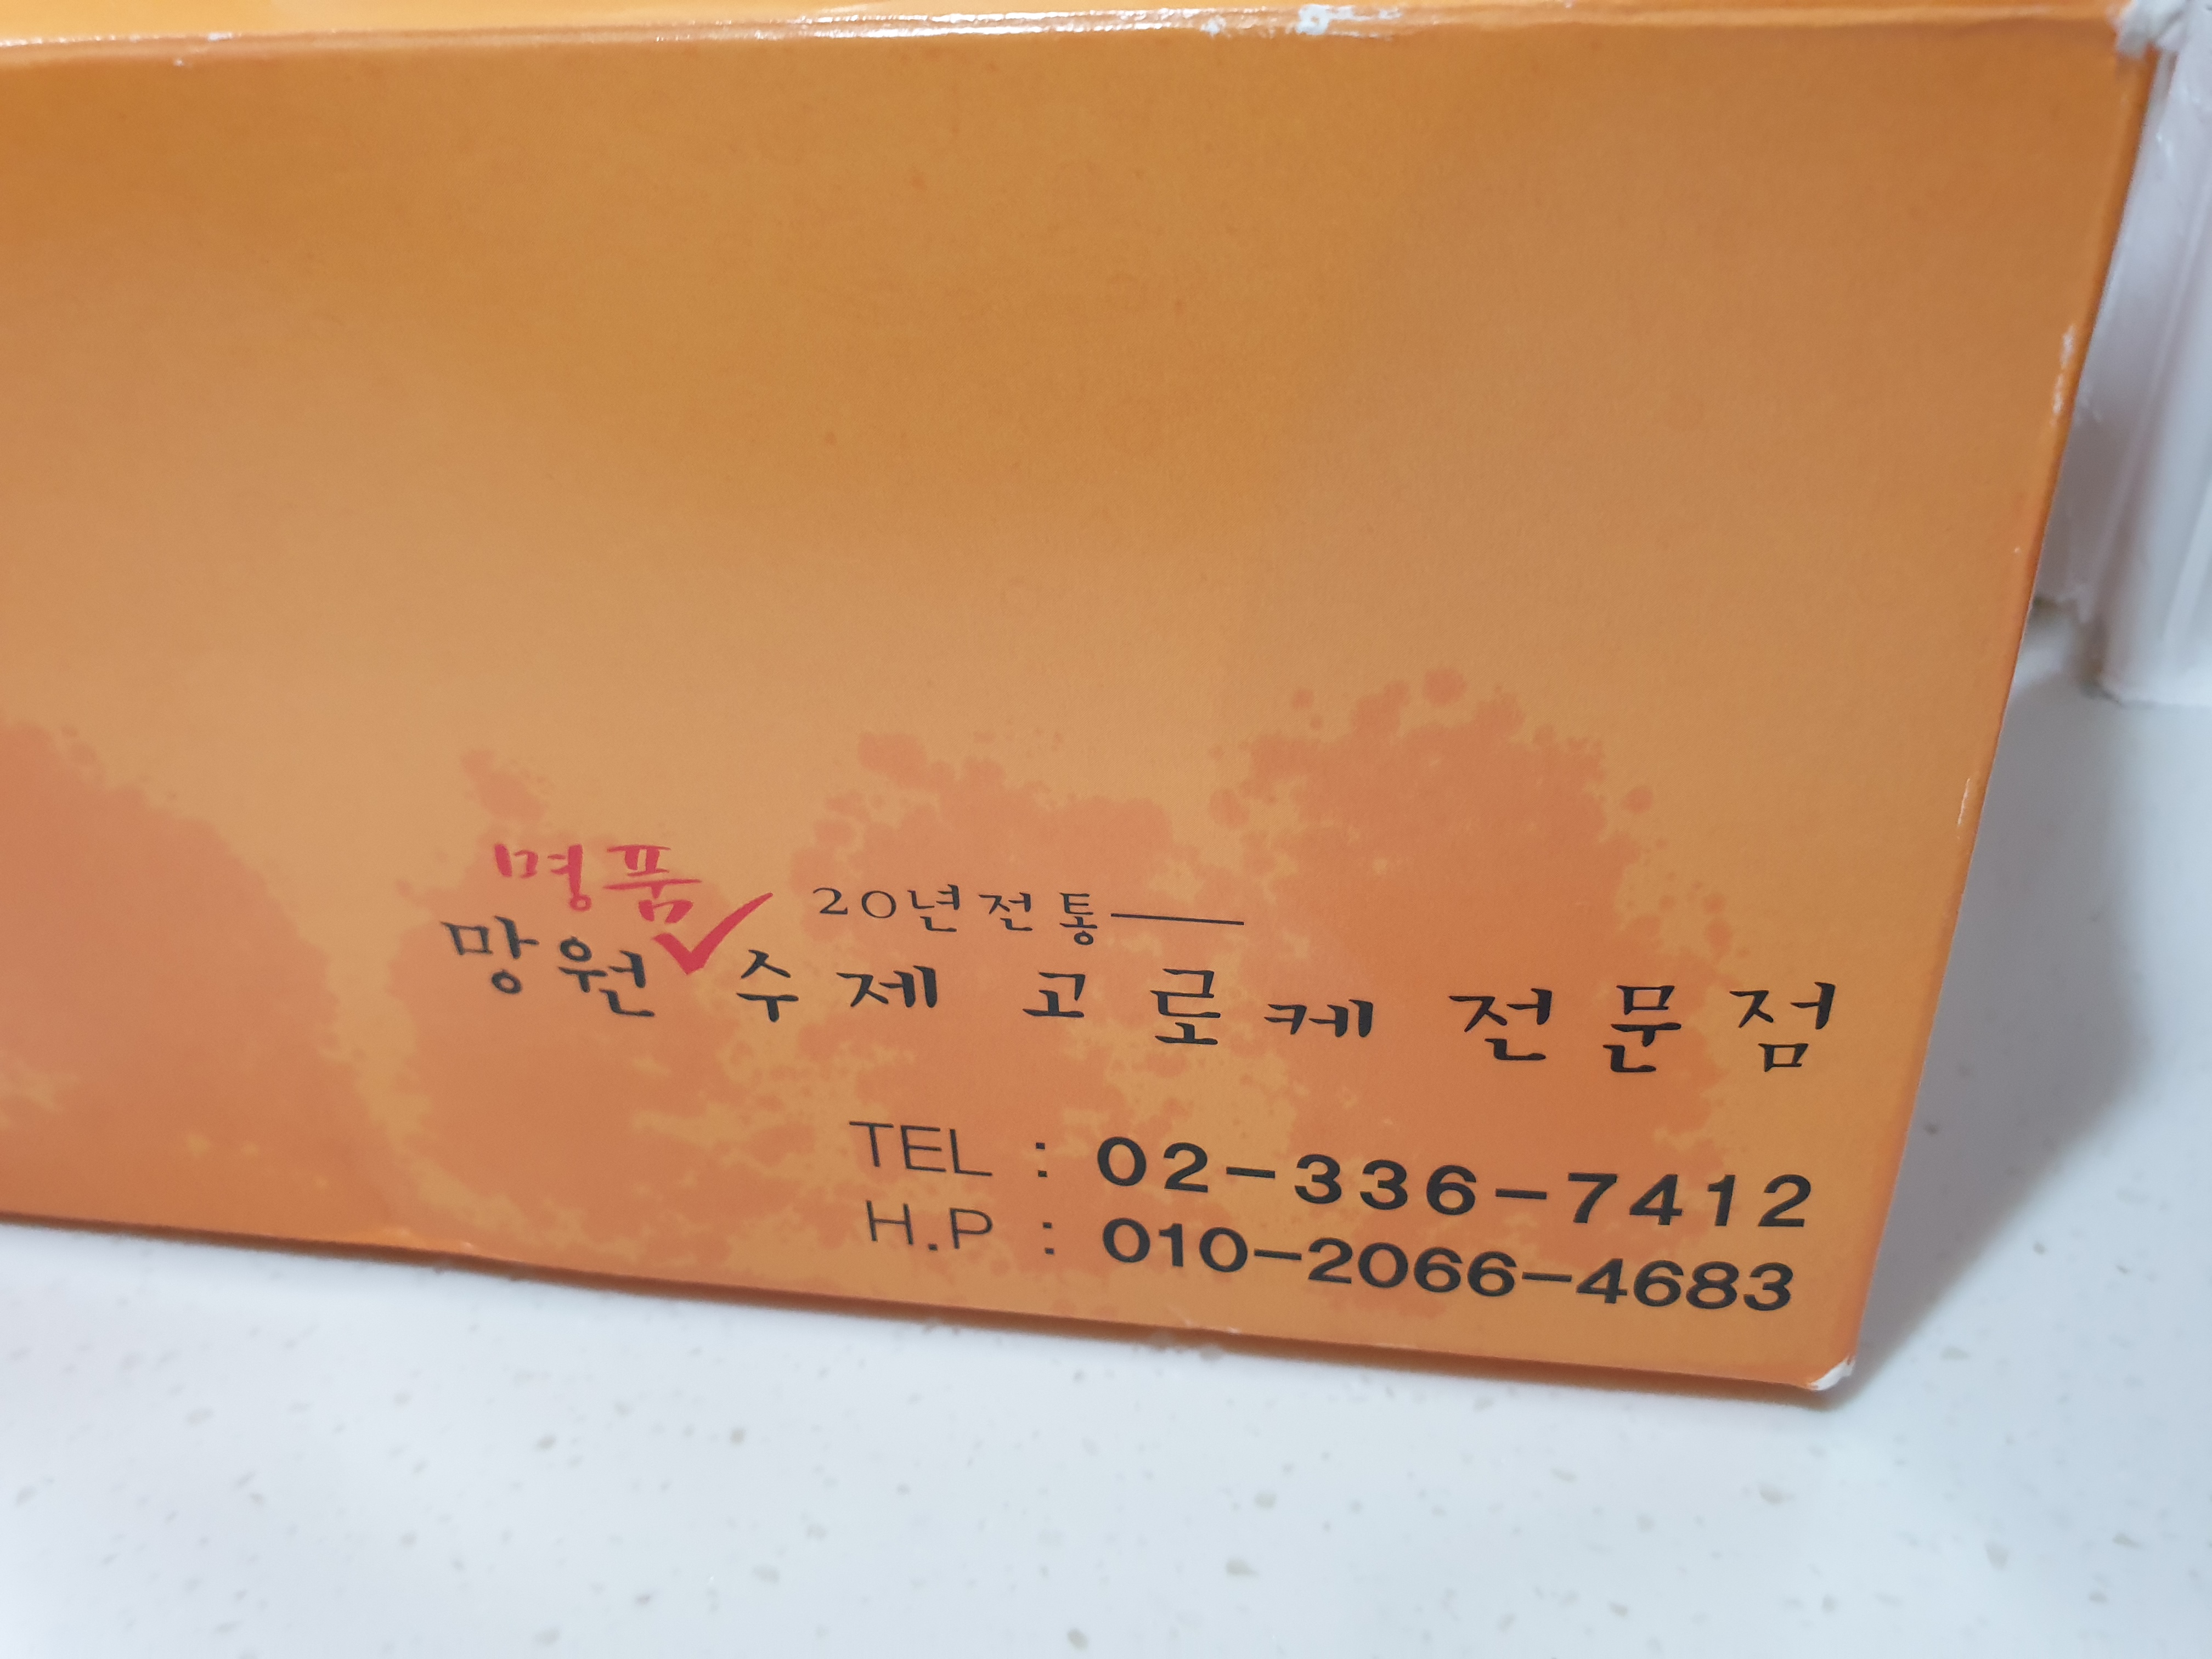 명품
20년전통
망원 수제 고로케 전문점
TEL : 02-336-7412
H.P : 010-2066-4683